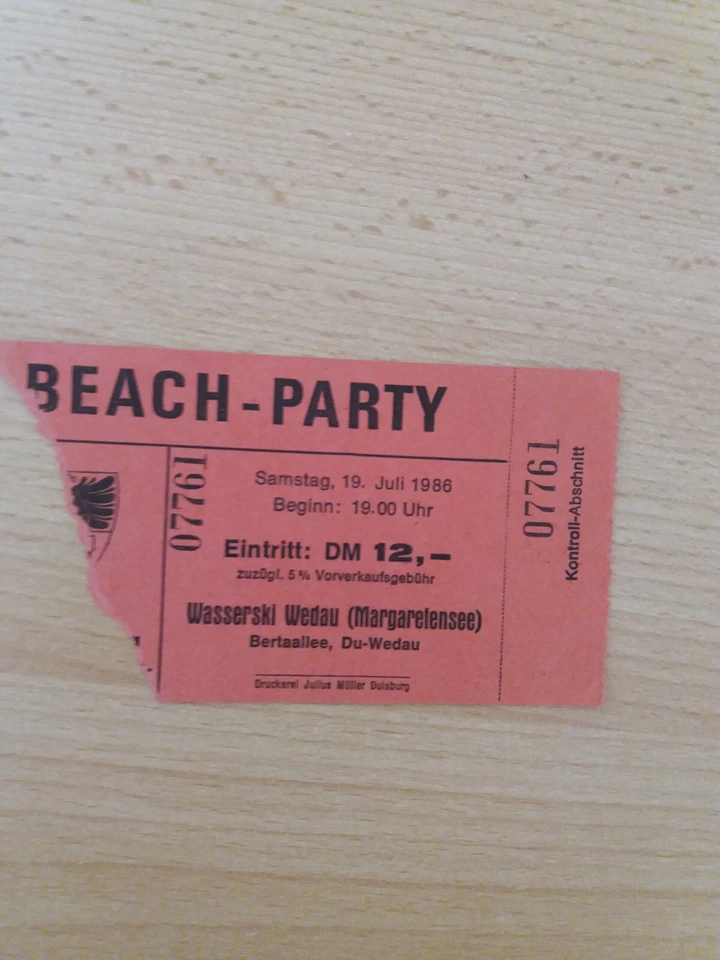 BEACH-PARTY
07761
Samstag, 19. Juli 1986
Beginn: 19.00 Uhr
Eintritt: DM 12,–
zuzügl. 5% Vorverkaufsgebühr
Wasserski Wedau (Margaretensee)
Bertaallee, Du-Wedau
Druckerei Julius Müller Duisburg
07761
Kontroll-Abschnitt